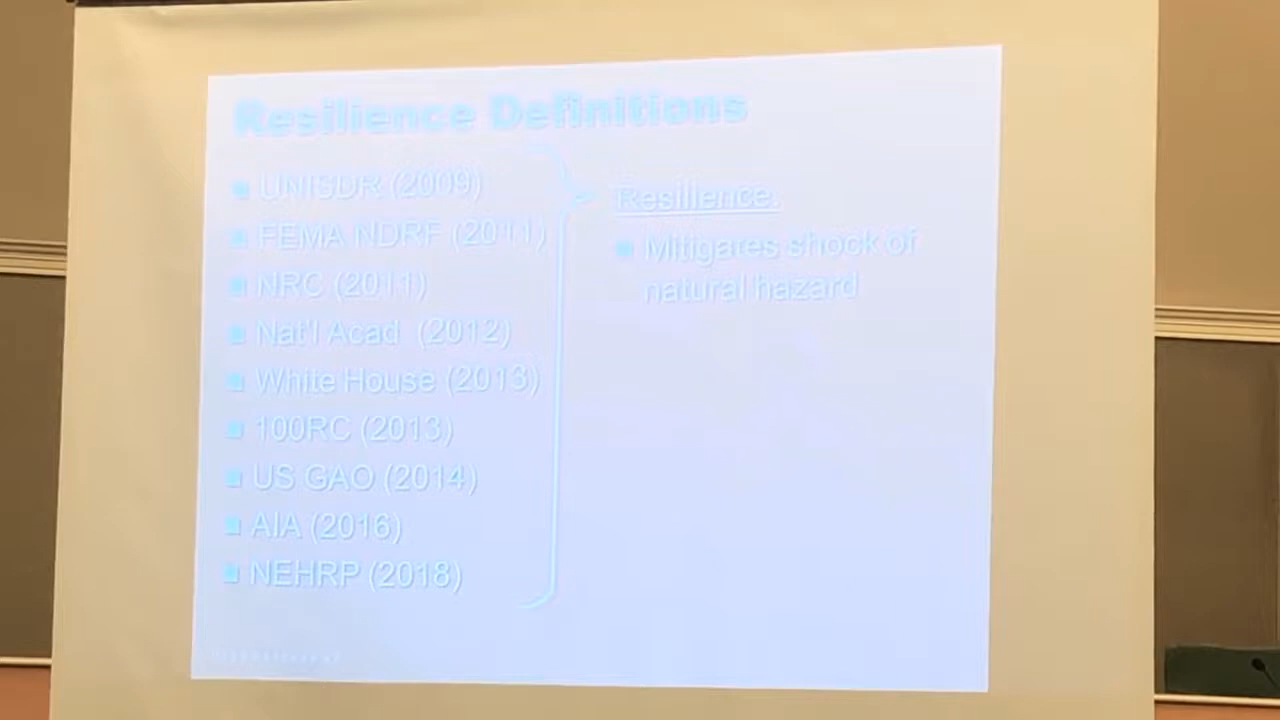 Resilience Definitions
UNISDR (2009)
FEMA NDRF (2011)
NRC (2011)
Nat'l Acad (2012)
White House (2013)
100RC (2013)
US GAO (2014)
AIA (2016)
NEHRP (2018)
Resilience.
Mitigates shock of
natural hazard